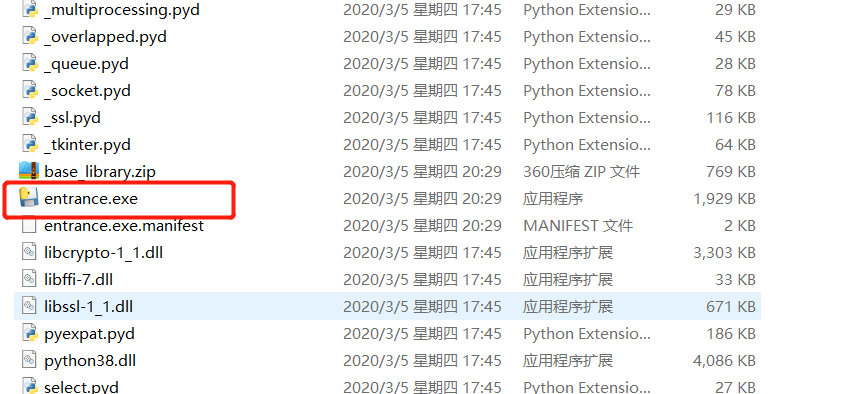 _multiprocessing.pyd 2020/3/5 星期四 17:45 Python Extensio... 29 KB
_overlapped.pyd 2020/3/5 星期四 17:45 Python Extensio... 45 KB
_queue.pyd 2020/3/5 星期四 17:45 Python Extensio... 28 KB
_socket.pyd 2020/3/5 星期四 17:45 Python Extensio... 78 KB
_ssl.pyd 2020/3/5 星期四 17:45 Python Extensio... 116 KB
_tkinter.pyd 2020/3/5 星期四 17:45 Python Extensio... 64 KB
base_library.zip 2020/3/5 星期四 20:29 360压缩 ZIP 文件 769 KB
entrance.exe 2020/3/5 星期四 20:29 应用程序 1,929 KB
entrance.exe.manifest 2020/3/5 星期四 20:29 MANIFEST 文件 2 KB
libcrypto-1_1.dll 2020/3/5 星期四 17:45 应用程序扩展 3,303 KB
libffi-7.dll 2020/3/5 星期四 17:45 应用程序扩展 33 KB
libssl-1_1.dll 2020/3/5 星期四 17:45 应用程序扩展 671 KB
pyexpat.pyd 2020/3/5 星期四 17:45 Python Extensio... 186 KB
python38.dll 2020/3/5 星期四 17:45 应用程序扩展 4,086 KB
select.pyd 2020/3/5 星期四 17:45 Python Extensio... 27 KB